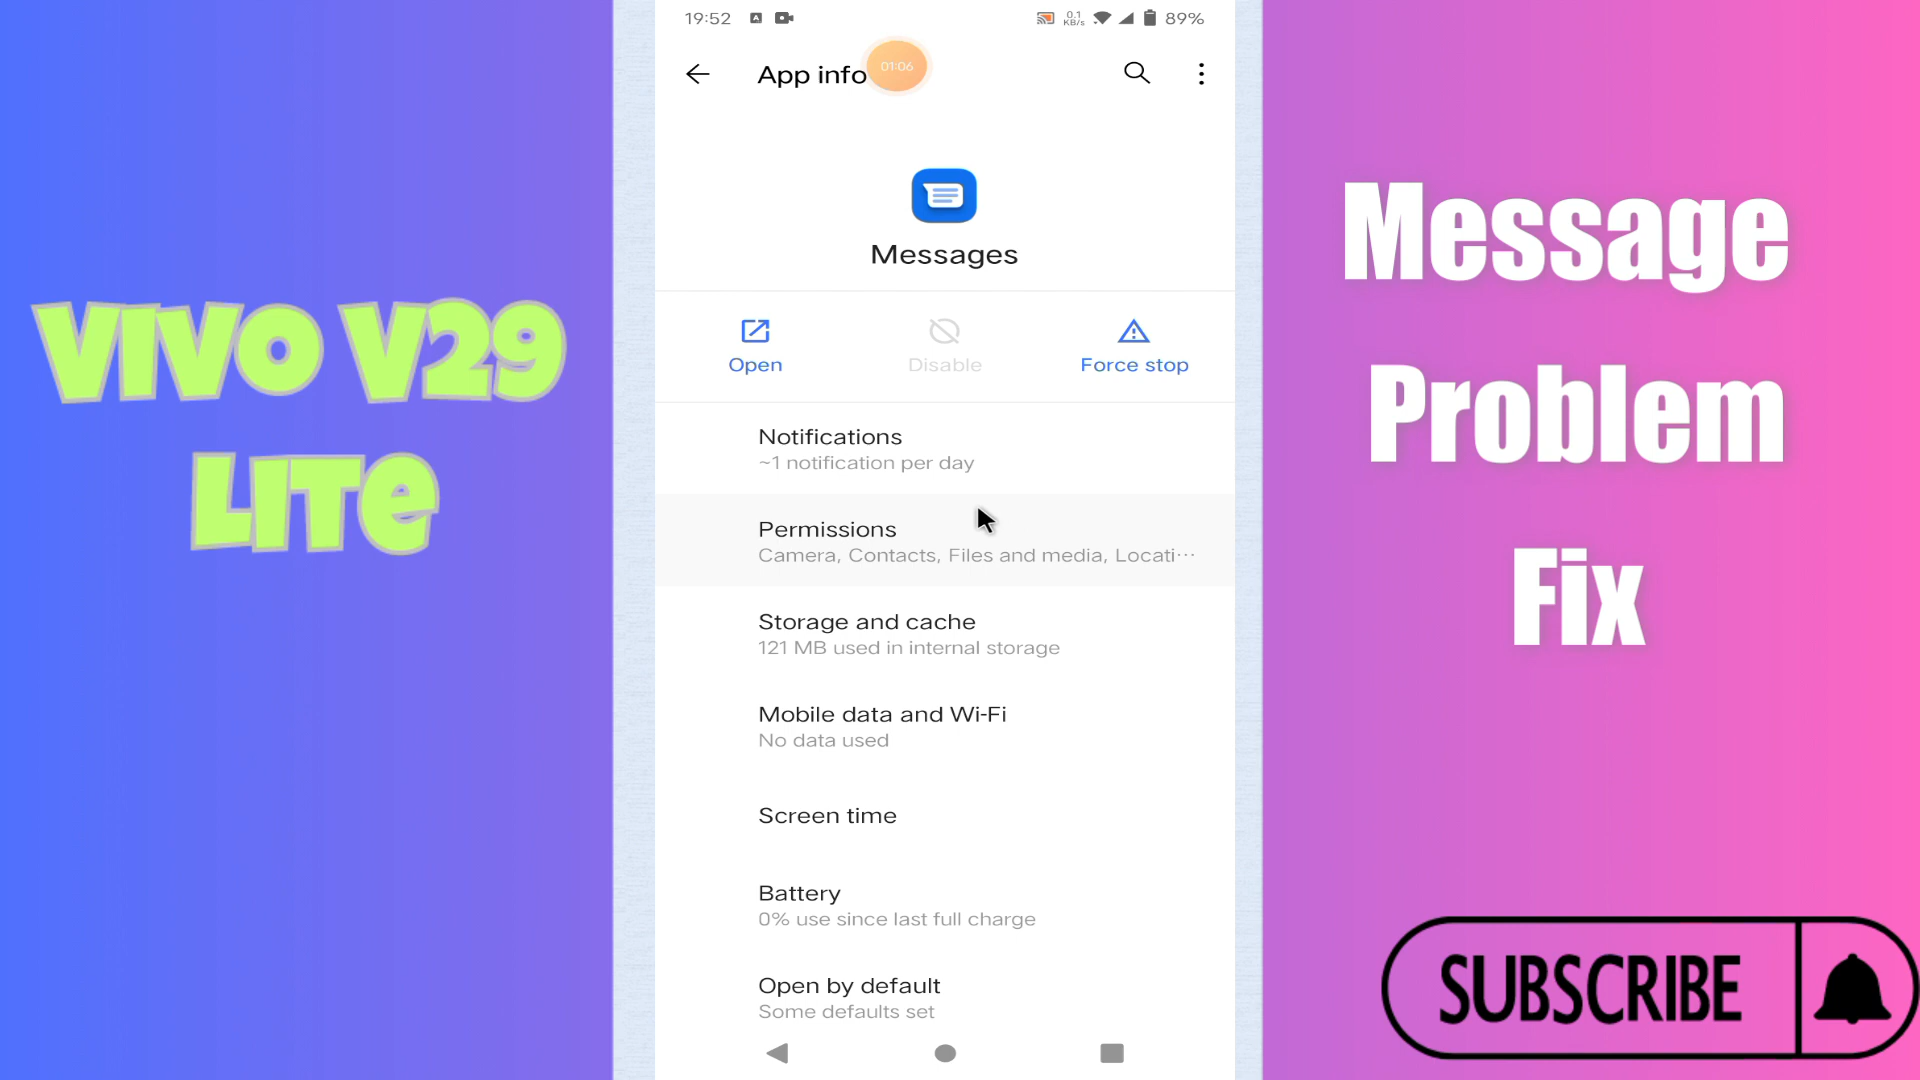 VIVO V29
LITE
19:52
0.1
KB/s
89%
App info
01:06
Messages
Open
Disable
Force stop
Notifications
~1 notification per day
Permissions
Camera, Contacts, Files and media, Locati...
Storage and cache
121 MB used in internal storage
Mobile data and Wi-Fi
No data used
Screen time
Battery
0% use since last full charge
Open by default
Some defaults set
Message
Problem
Fix
SUBSCRIBE